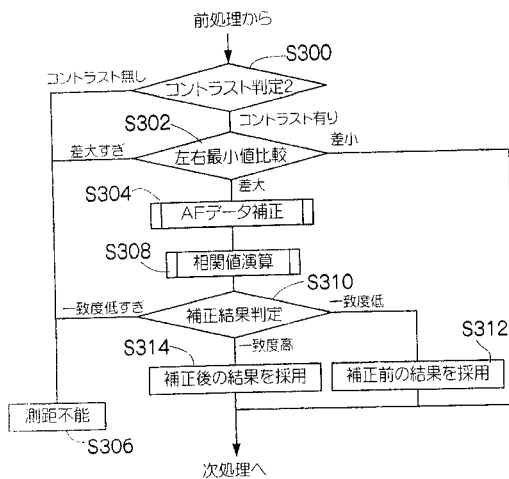 前処理から
S300
コントラスト無し
コントラスト判定2
コントラスト有り
S302
差大すぎ
左右最小値比較
差小
差大
S304
AFデータ補正
S308
相関値演算
S310
一致度低すぎ
補正結果判定
一致度低
一致度高
S314
S312
補正後の結果を採用
補正前の結果を採用
測距不能
S306
次処理へ